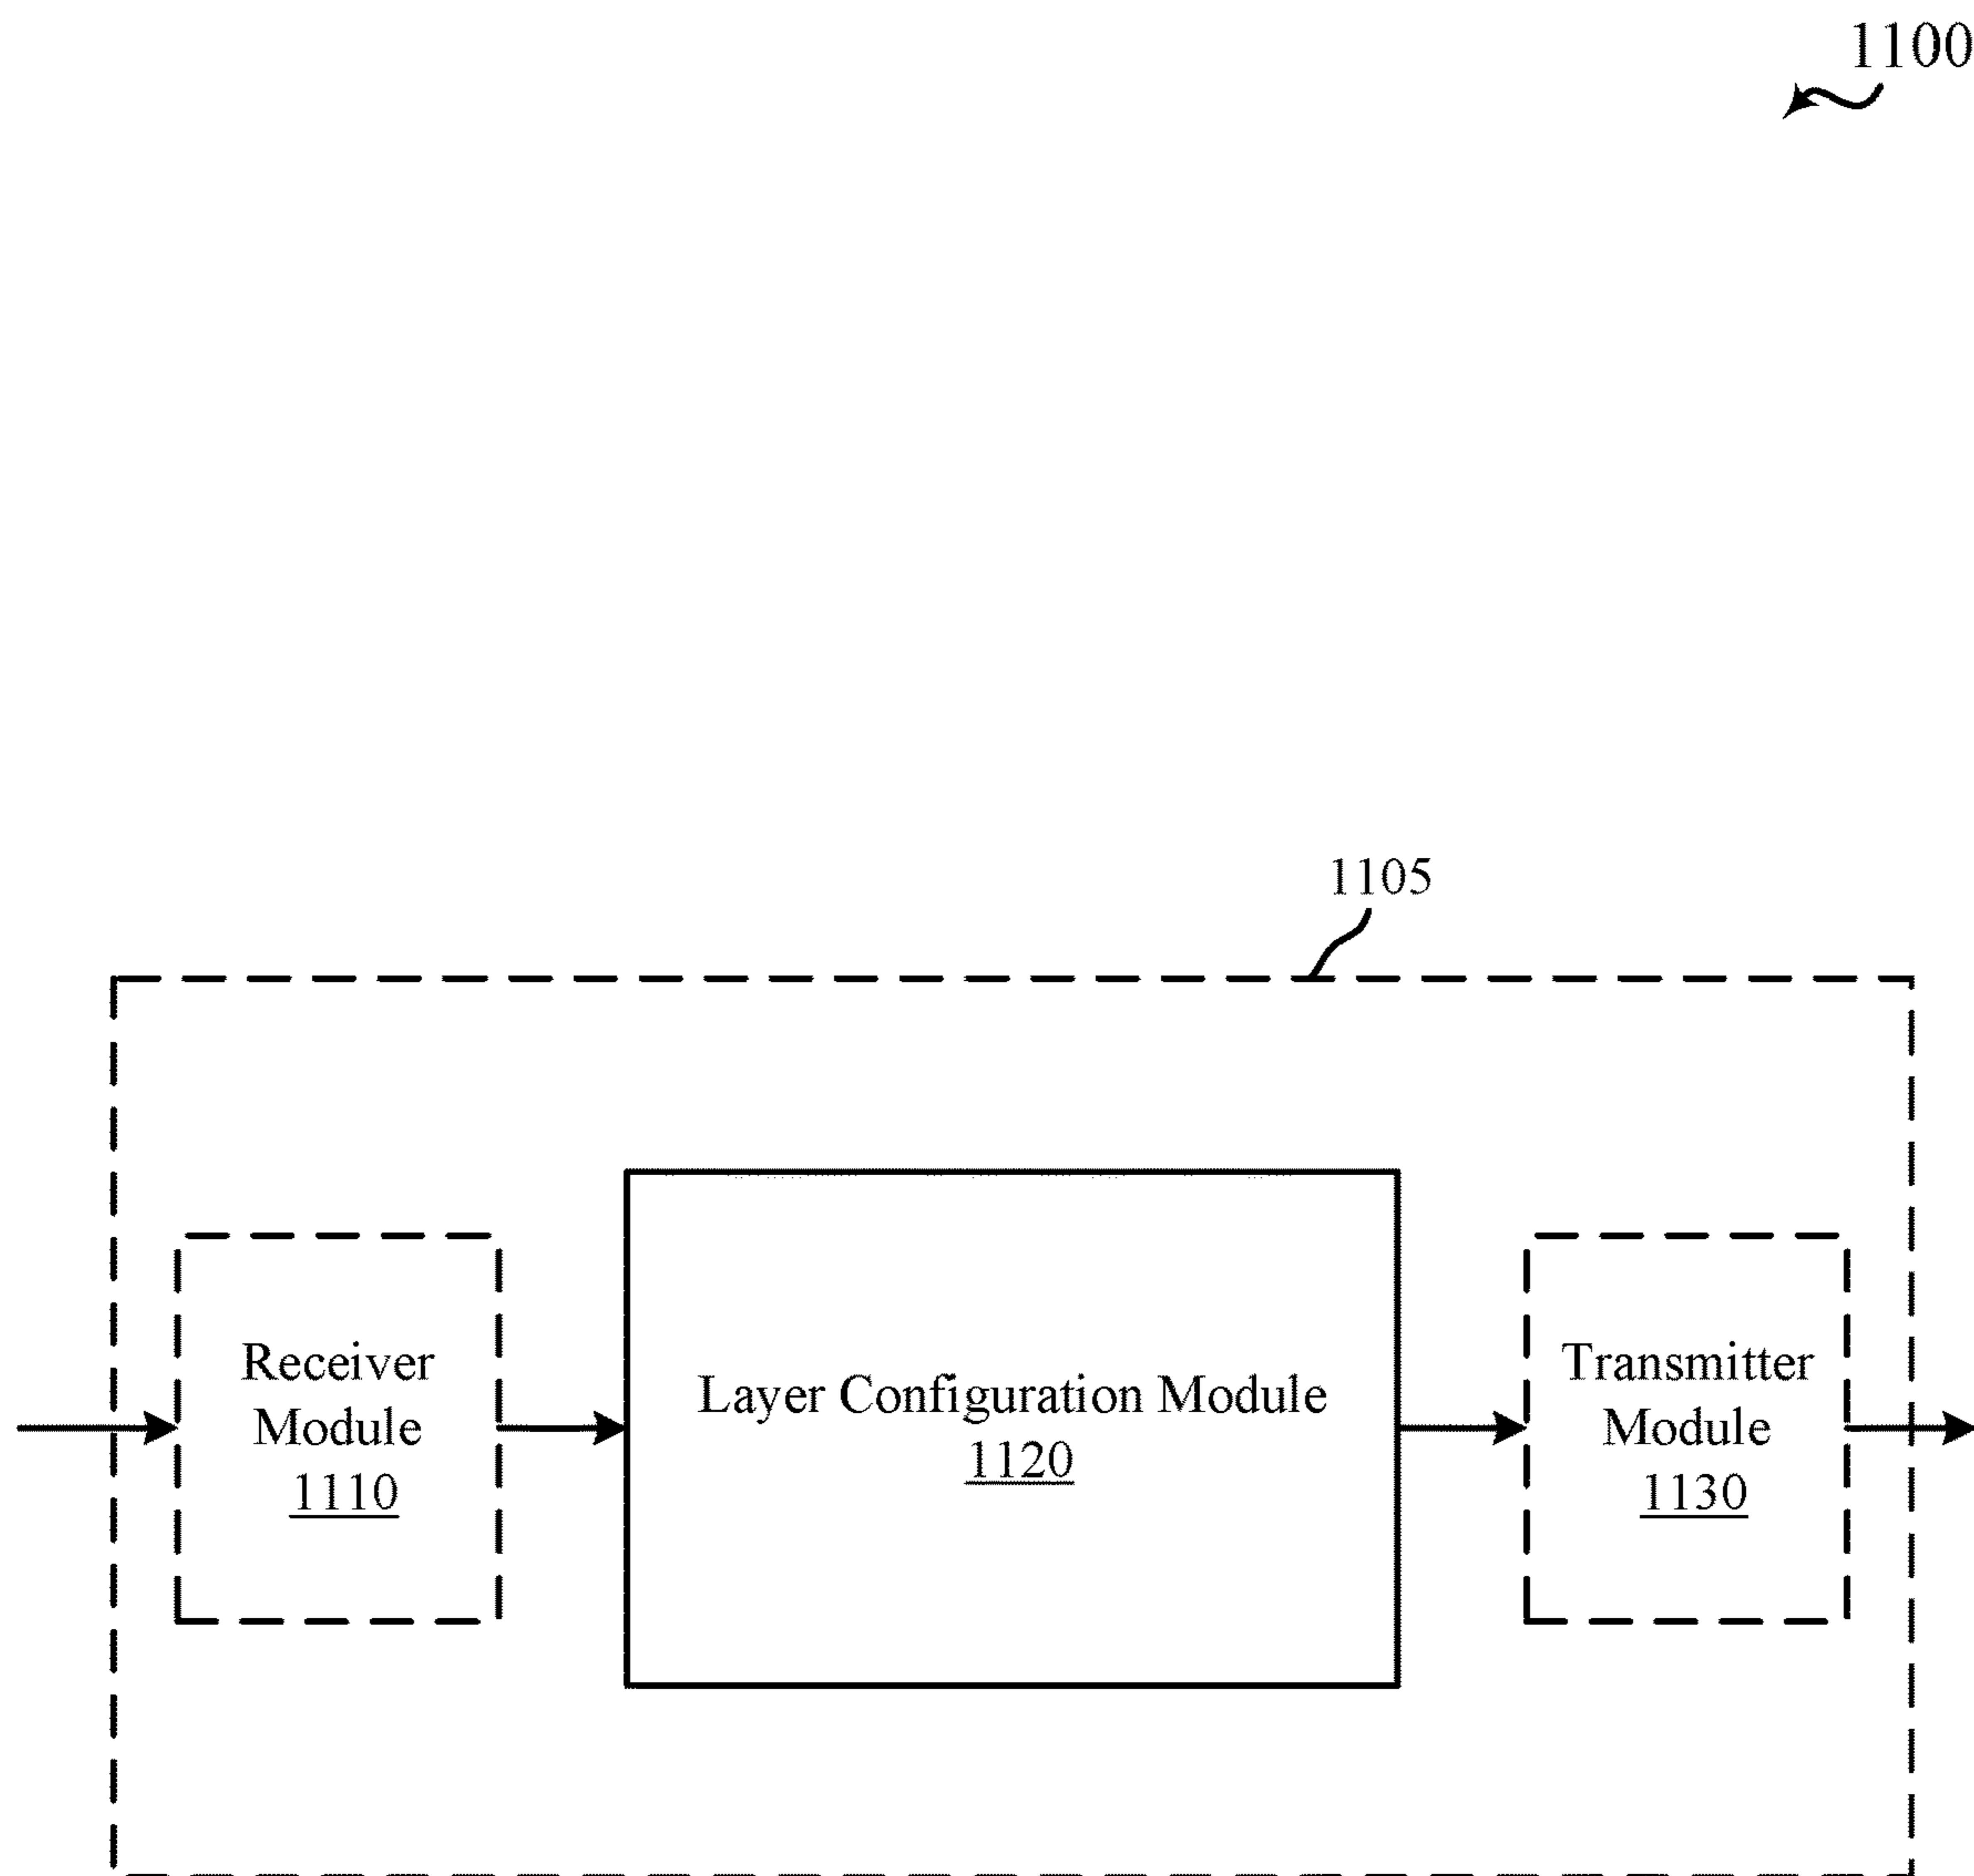 1100
1105
Receiver
Module
1110
Layer Configuration Module
1120
Transmitter
Module
1130